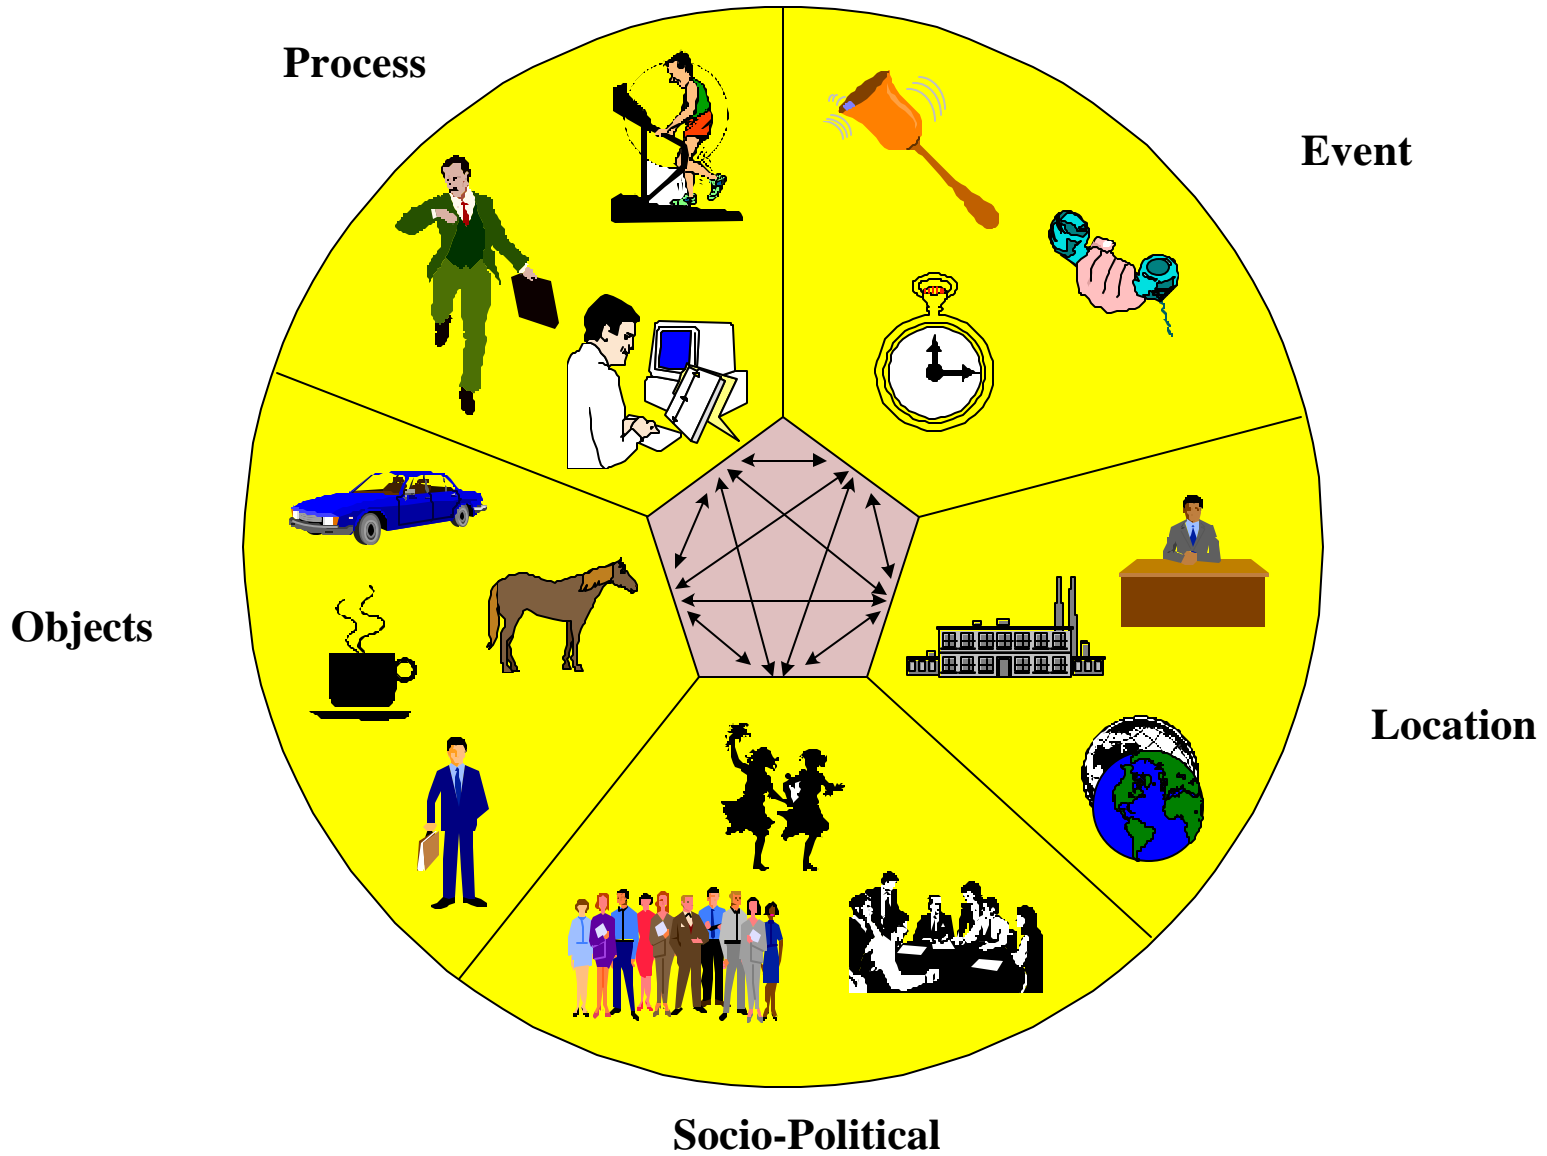 Process
Event
Objects
Location
Socio-Political